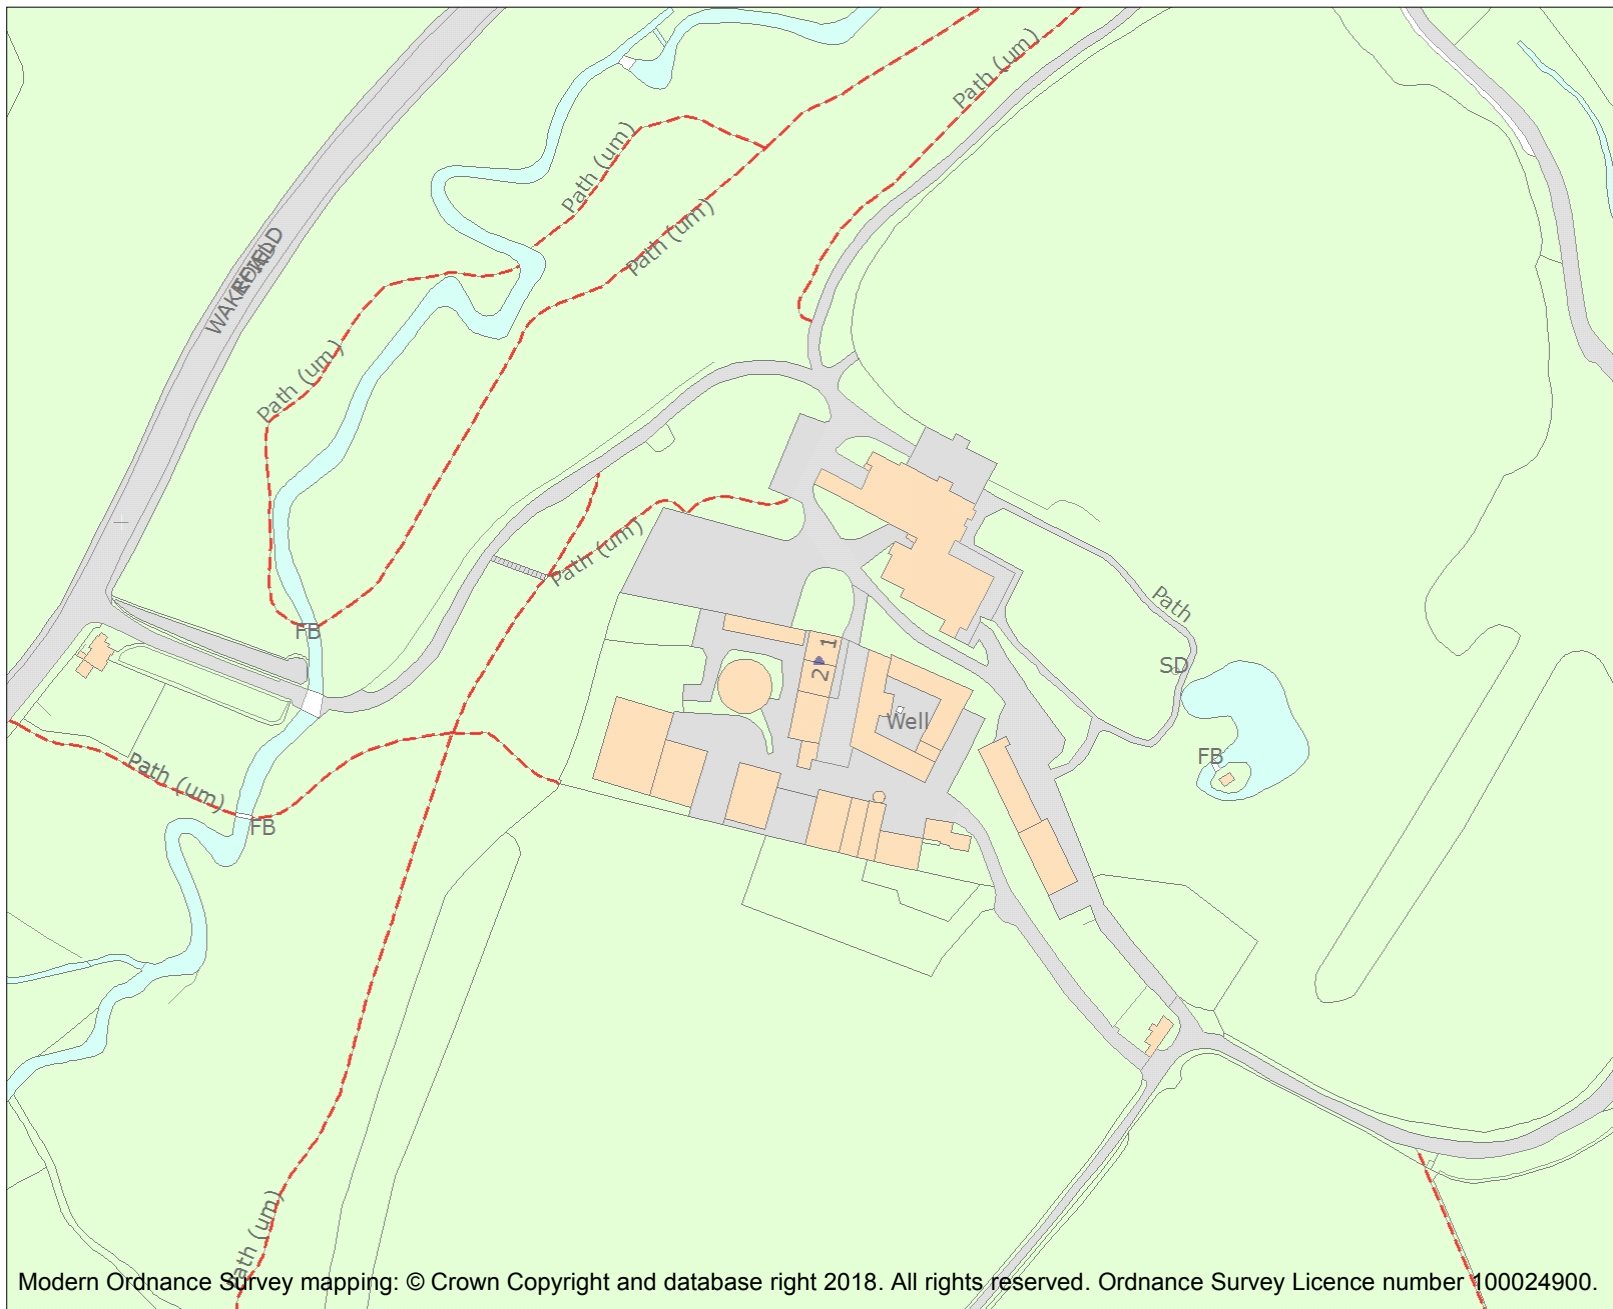 Path (um)
Path (um)
Path (um)
WAKEFIELD
ROAD
Path (um)
Path (um)
Path
FB
SD
1
2
Well
FB
Path (um)
FB
Path (um)
Modern Ordnance Survey mapping: © Crown Copyright and database right 2018. All rights reserved. Ordnance Survey Licence number 100024900.